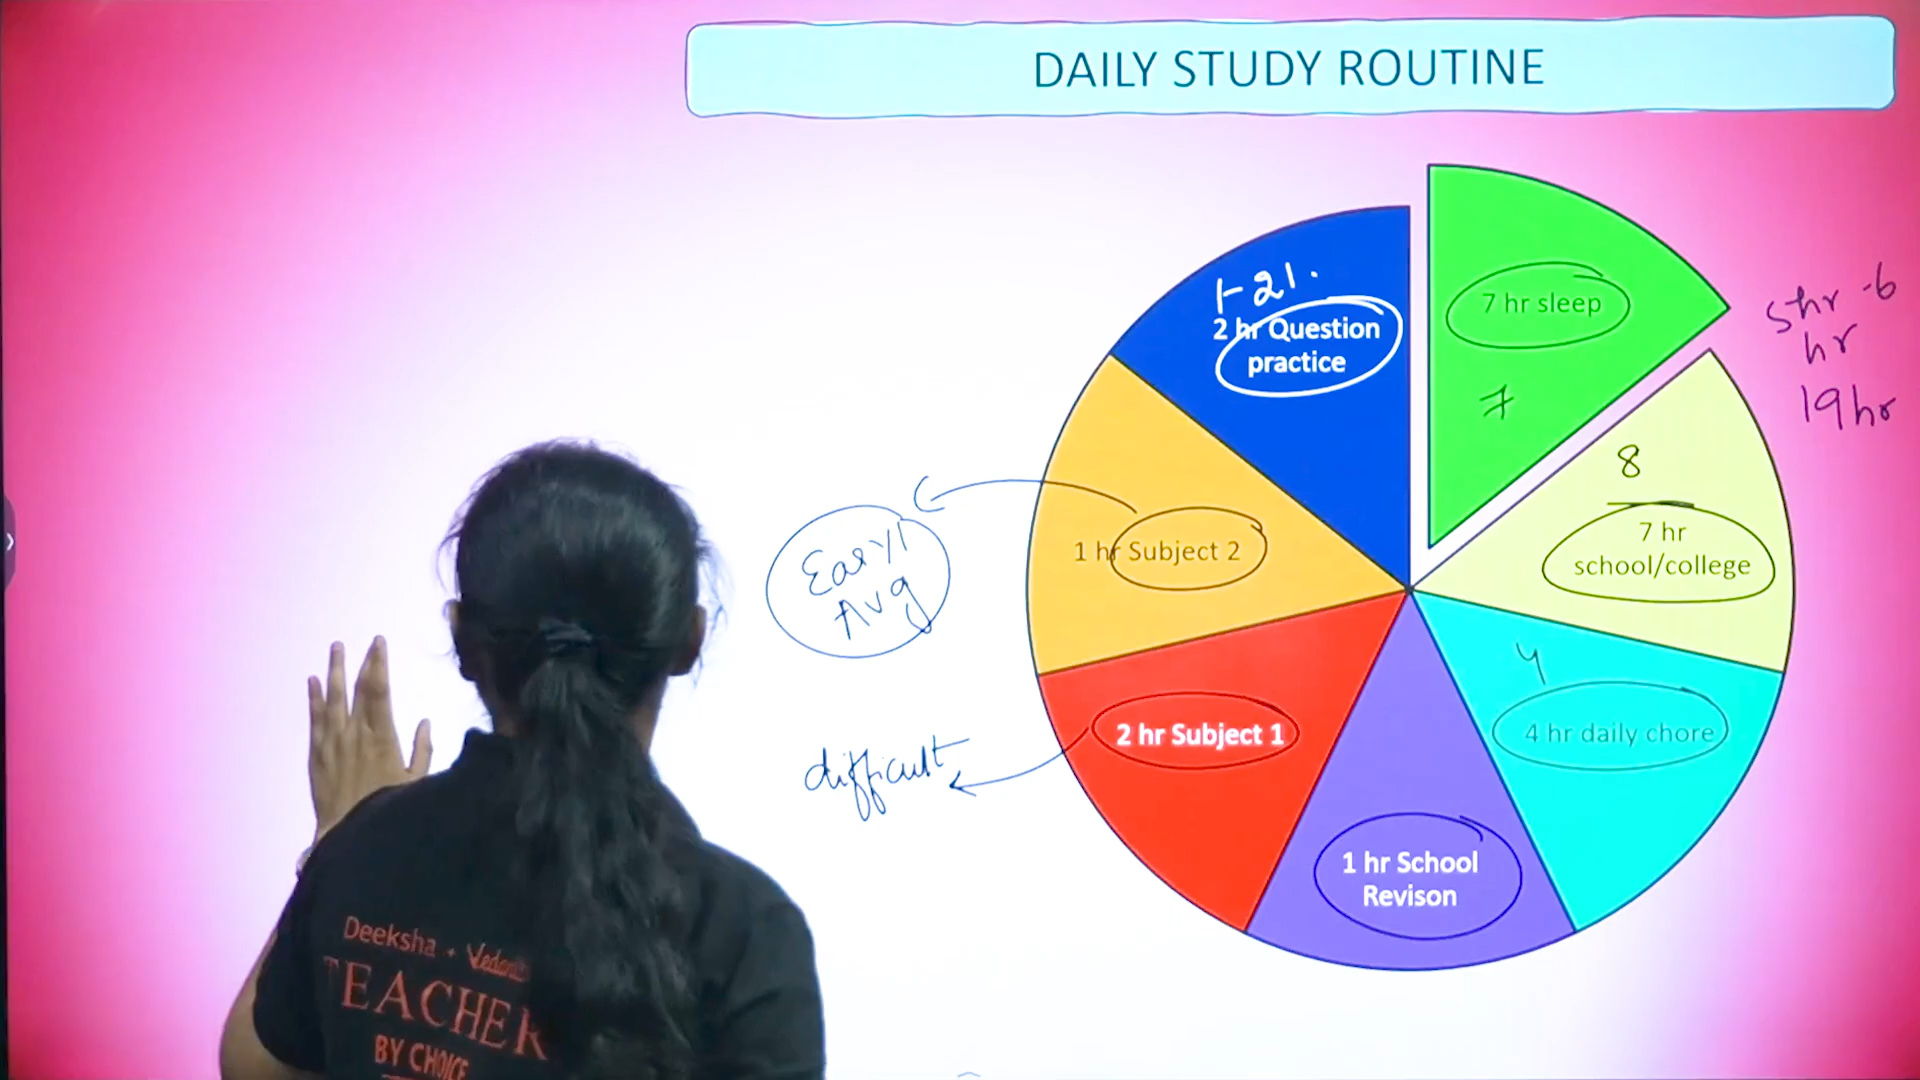 DAILY STUDY ROUTINE
1-21.
2 hr Question
practice
7 hr sleep
7
5hr -6
hr
19hr
8
7 hr
school/college
1 hr Subject 2
Easy/
Avg
4
4 hr daily chore
2 hr Subject 1
difficult
1 hr School
Revison
Deeksha + Vedantu
TEACHER
BY CHOICE